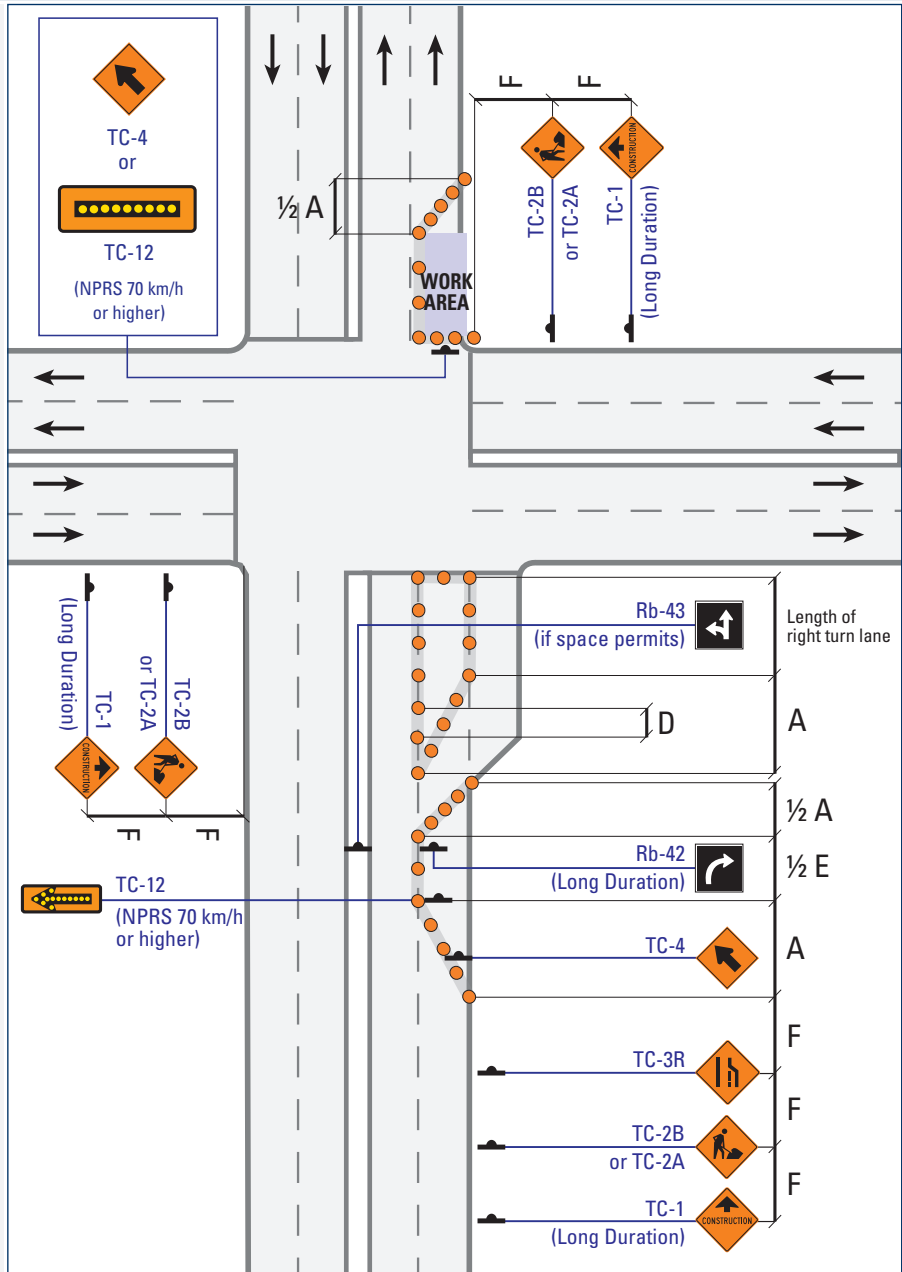 TC-4
or
TC-12
(NPRS 70 km/h
or higher)
½ A
WORK
AREA
F
F
TC-2B
or TC-2A
TC-1
(Long Duration)
CONSTRUCTION
Rb-43
(if space permits)
Length of
right turn lane
D
A
½ A
Rb-42
(Long Duration)
½ E
TC-4
A
TC-3R
F
TC-2B
or TC-2A
F
TC-1
(Long Duration)
CONSTRUCTION
F
TC-1
(Long Duration)
TC-2B
or TC-2A
CONSTRUCTION
F
F
TC-12
(NPRS 70 km/h
or higher)